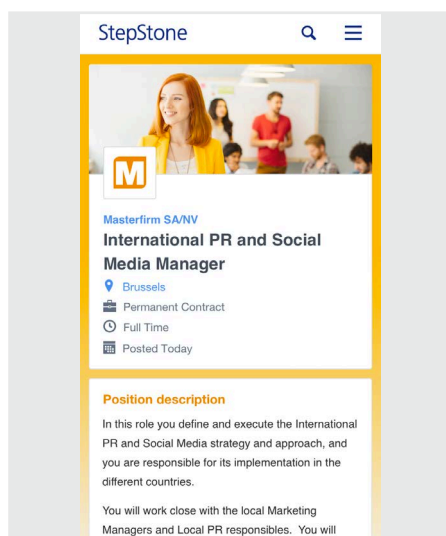 StepStone
M
Masterfirm SA/NV
International PR and Social
Media Manager
Brussels
Permanent Contract
Full Time
Posted Today
Position description
In this role you define and execute the International
PR and Social Media strategy and approach, and
you are responsible for its implementation in the
different countries.
You will work close with the local Marketing
Managers and Local PR responsibles. You will